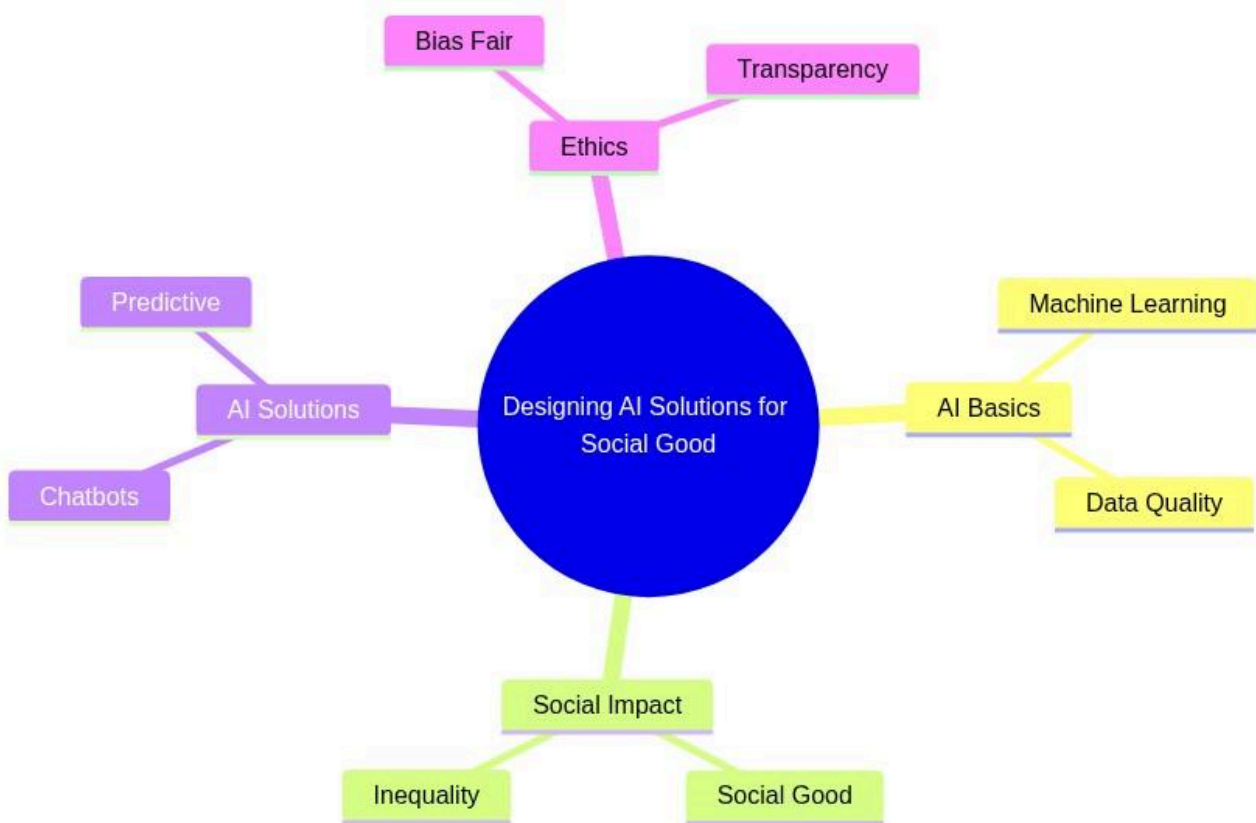 Bias Fair
Transparency
Ethics
Predictive
Machine Learning
AI Solutions
Designing AI Solutions for
Social Good
AI Basics
Chatbots
Data Quality
Social Impact
Inequality
Social Good